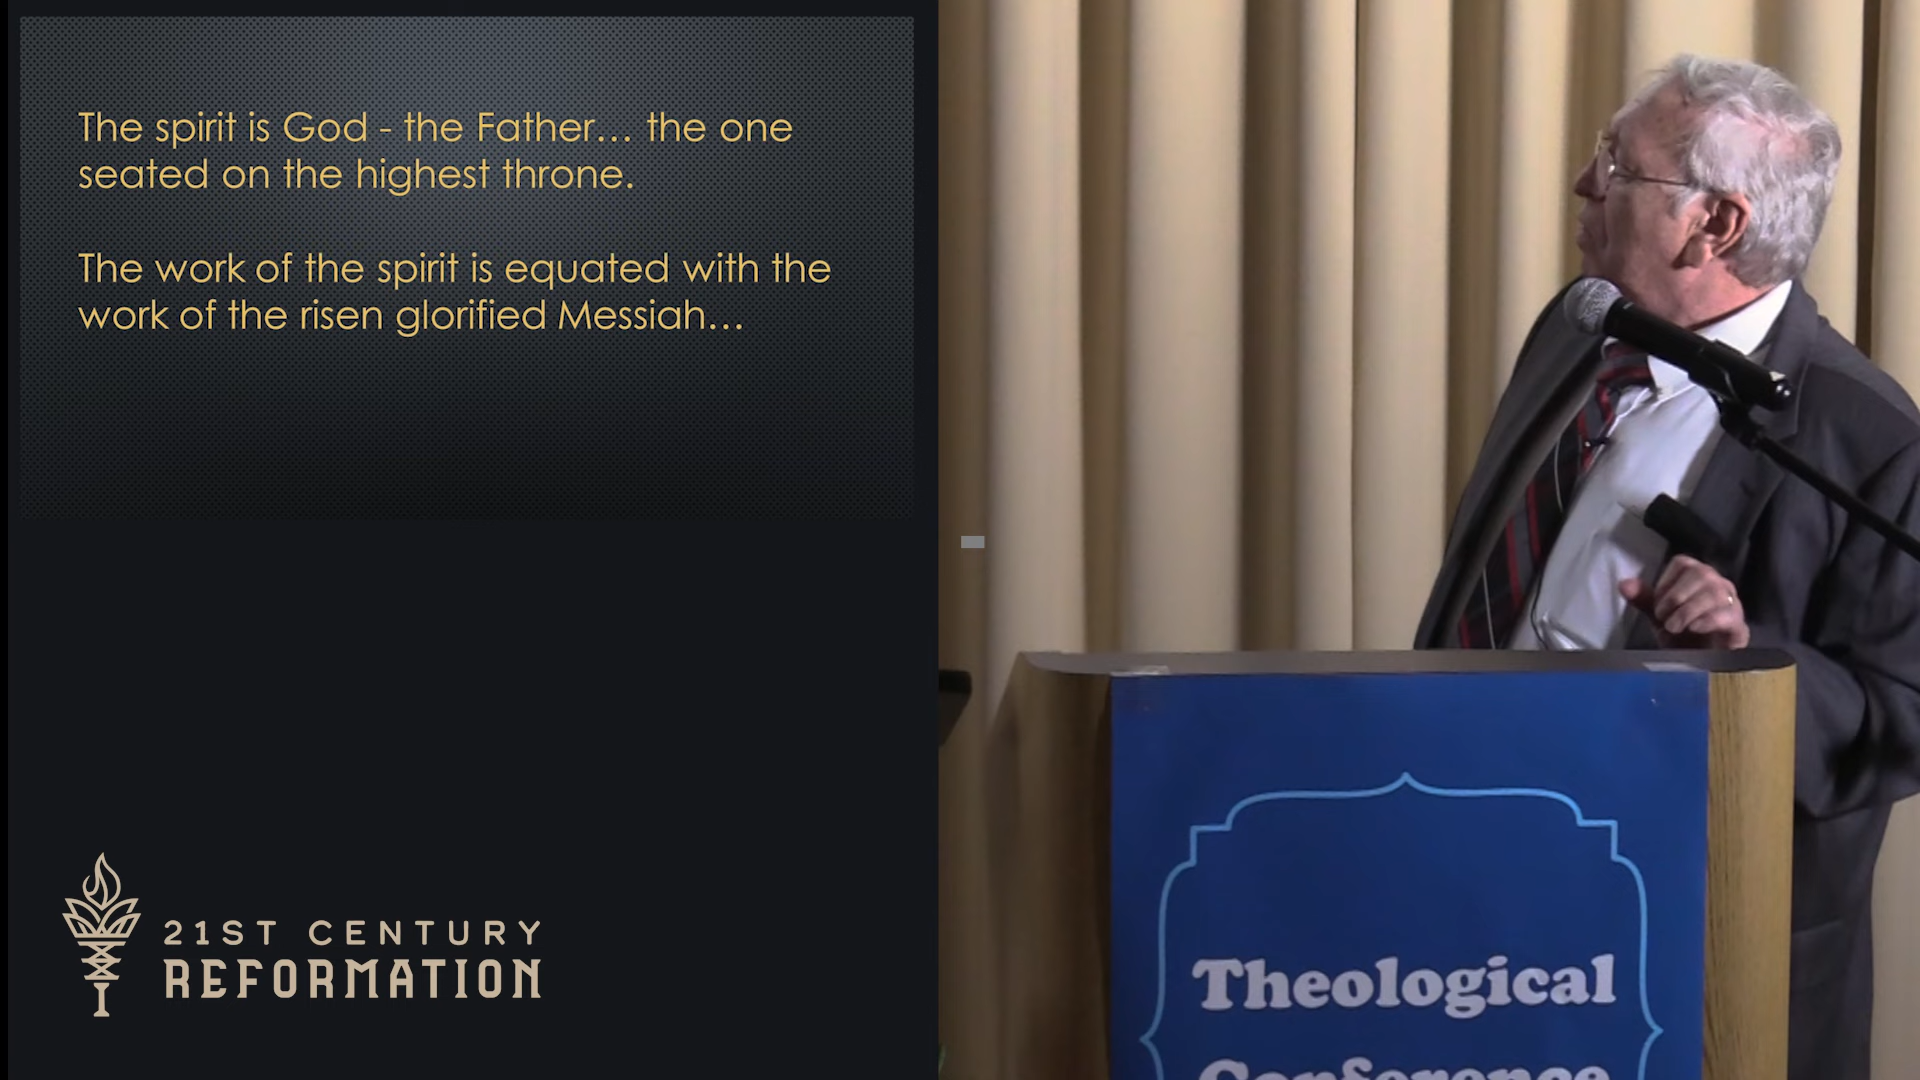 The spirit is God - the Father... the one
seated on the highest throne.
The work of the spirit is equated with the
work of the risen glorified Messiah...
21ST CENTURY
REFORMATION
Theological
Conference